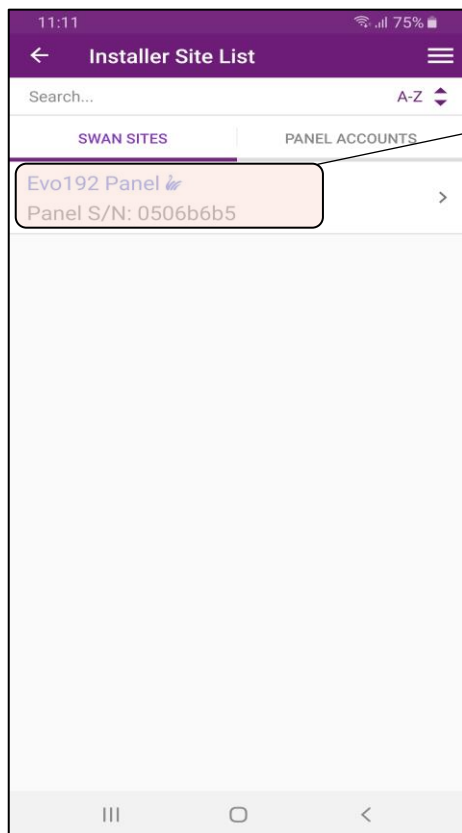 11:11 75%
Installer Site List
Search... A-Z
SWAN SITES PANEL ACCOUNTS
Evo192 Panel
Panel S/N: 0506b6b5